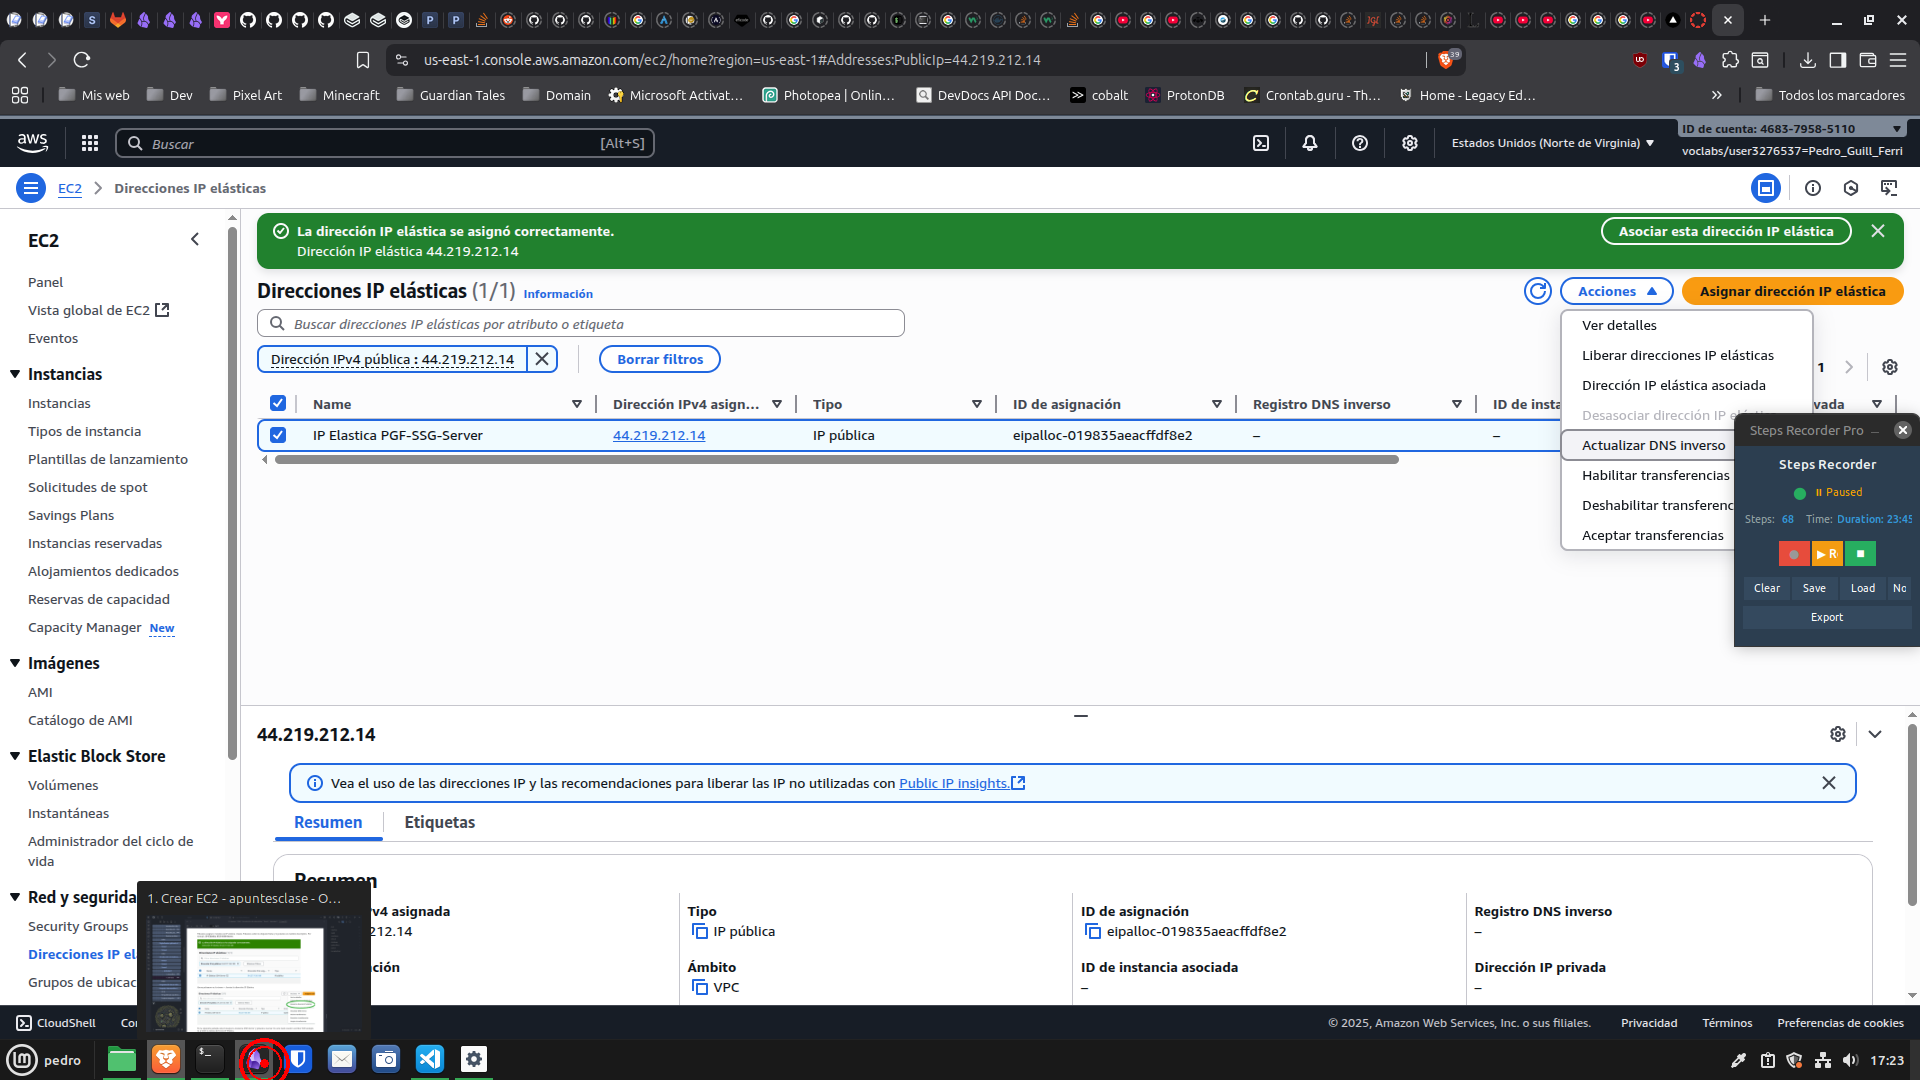 us-east-1.console.aws.amazon.com/ec2/home?region=us-east-1#Addresses:PublicIp=44.219.212.14
39
3
Mis web
Dev
Pixel Art
Minecraft
Guardian Tales
Domain
Microsoft Activat...
Photopea | Onlin...
DevDocs API Doc...
cobalt
ProtonDB
Crontab.guru - Th...
Home - Legacy Ed...
Todos los marcadores
aws
Buscar
[Alt+S]
Estados Unidos (Norte de Virginia)
ID de cuenta: 4683-7958-5110
voclabs/user3276537=Pedro_Guill_Ferri
EC2
Direcciones IP elásticas
EC2
Panel
Vista global de EC2
Eventos
Instancias
Instancias
Tipos de instancia
Plantillas de lanzamiento
Solicitudes de spot
Savings Plans
Instancias reservadas
Alojamientos dedicados
Reservas de capacidad
Capacity Manager New
Imágenes
AMI
Catálogo de AMI
Elastic Block Store
Volúmenes
Instantáneas
Administrador del ciclo de
vida
Red y segurida
Security Groups
Direcciones IP el
Grupos de ubicac
La dirección IP elástica se asignó correctamente.
Dirección IP elástica 44.219.212.14
Asociar esta dirección IP elástica
Direcciones IP elásticas (1/1) Información
Acciones
Asignar dirección IP elástica
Buscar direcciones IP elásticas por atributo o etiqueta
Dirección IPv4 pública : 44.219.212.14
Borrar filtros
1
Name
Dirección IPv4 asign...
Tipo
ID de asignación
Registro DNS inverso
ID de insta
vada
IP Elastica PGF-SSG-Server
44.219.212.14
IP pública
eipalloc-019835aeacffdf8e2
–
–
Ver detalles
Liberar direcciones IP elásticas
Dirección IP elástica asociada
Desasociar dirección IP elásti
Actualizar DNS inverso
Habilitar transferencias
Deshabilitar transferenc
Aceptar transferencias
Steps Recorder Pro
Steps Recorder
Paused
Steps: 68 Time: Duration: 23:45
R
Clear
Save
Load
No
Export
44.219.212.14
Vea el uso de las direcciones IP y las recomendaciones para liberar las IP no utilizadas con Public IP insights.
Resumen
Etiquetas
Resumen
v4 asignada
212.14
Tipo
IP pública
ID de asignación
eipalloc-019835aeacffdf8e2
Registro DNS inverso
–
ción
Ámbito
VPC
ID de instancia asociada
–
Dirección IP privada
–
1. Crear EC2 - apuntesclase - O...
CloudShell
Co
© 2025, Amazon Web Services, Inc. o sus filiales.
Privacidad
Términos
Preferencias de cookies
pedro
17:23